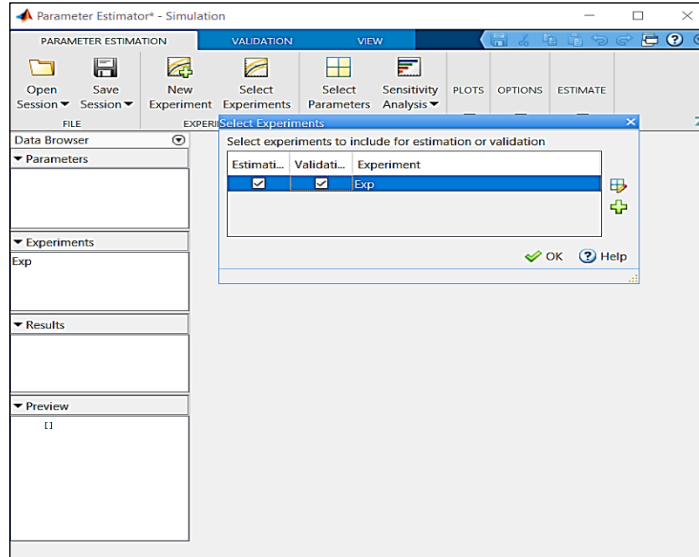 Parameter Estimator* - Simulation
PARAMETER ESTIMATION VALIDATION VIEW
Open Session Save Session New Experiment Select Experiments Select Parameters Sensitivity Analysis PLOTS OPTIONS ESTIMATE
FILE EXPERI
Select Experiments
Select experiments to include for estimation or validation
Estimati... Validati... Experiment
Exp
OK Help
Data Browser
Parameters
Experiments
Exp
Results
Preview
[]